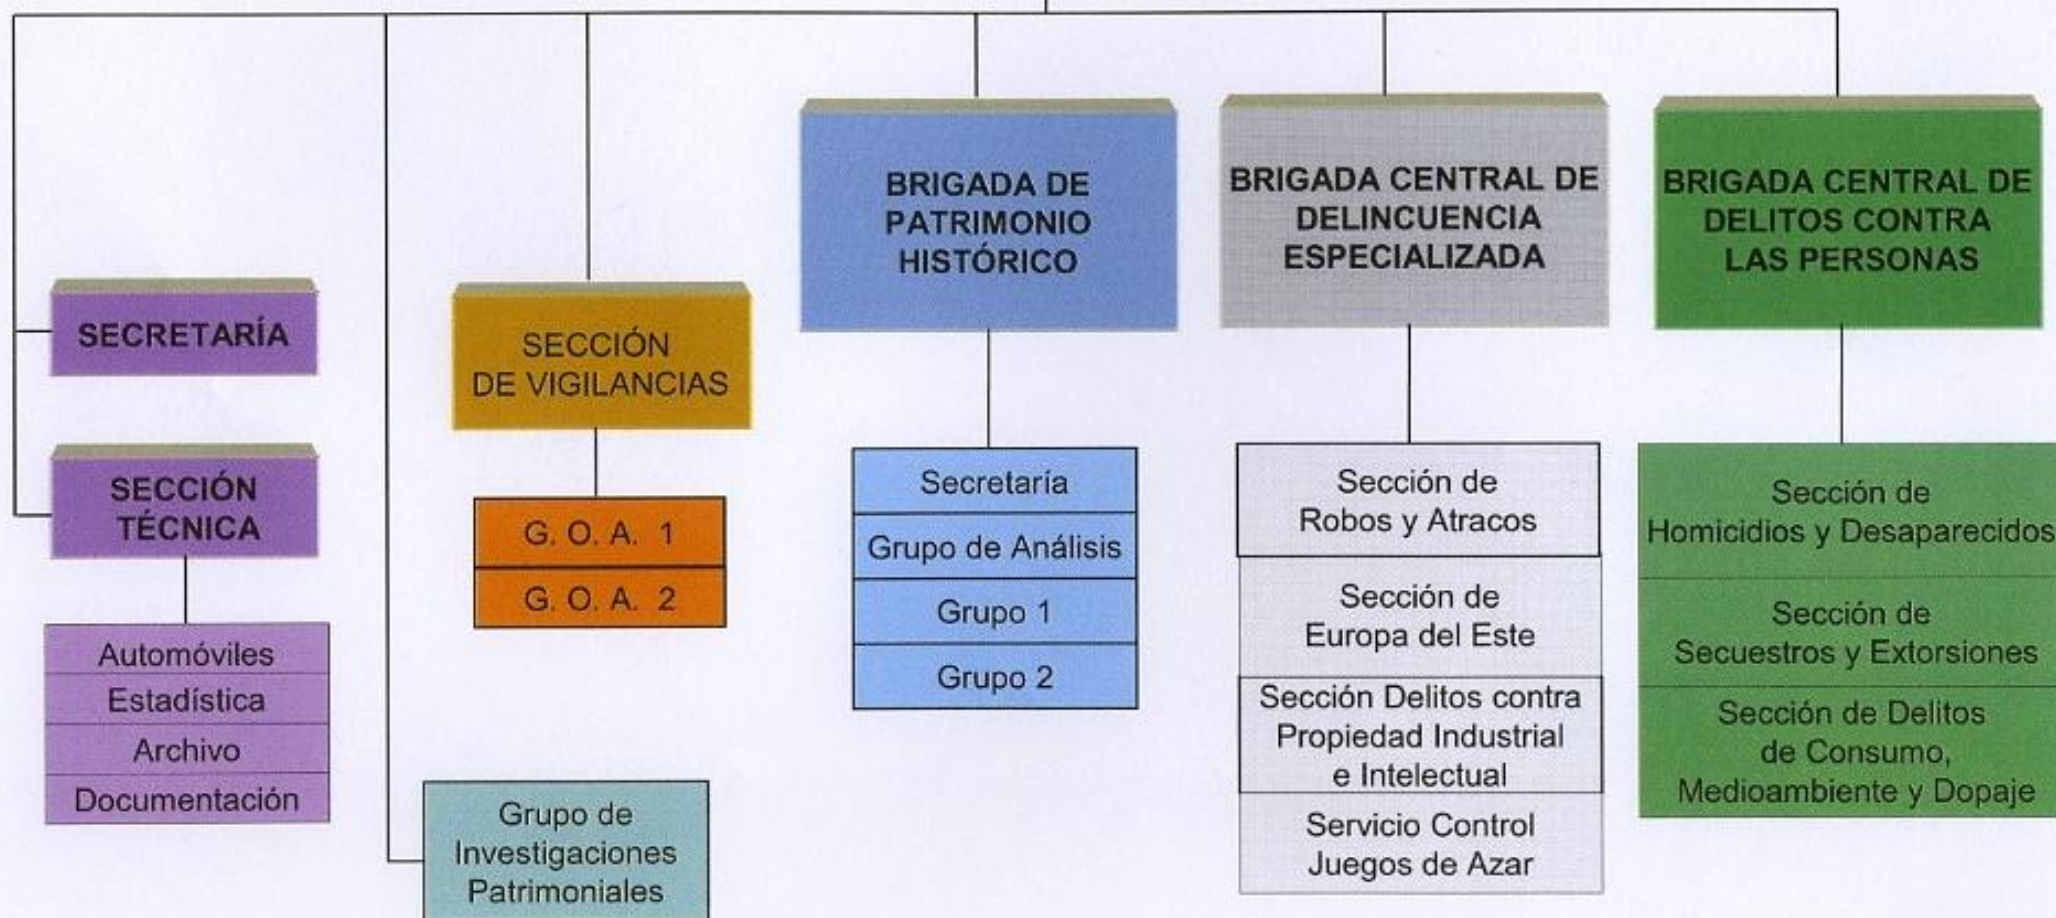 SECRETARÍA
SECCIÓN
TÉCNICA
Automóviles
Estadística
Archivo
Documentación
Grupo de
Investigaciones
Patrimoniales
SECCIÓN
DE VIGILANCIAS
G. O. A. 1
G. O. A. 2
BRIGADA DE
PATRIMONIO
HISTÓRICO
Secretaría
Grupo de Análisis
Grupo 1
Grupo 2
BRIGADA CENTRAL DE
DELINCUENCIA
ESPECIALIZADA
Sección de
Robos y Atracos
Sección de
Europa del Este
Sección Delitos contra
Propiedad Industrial
e Intelectual
Servicio Control
Juegos de Azar
BRIGADA CENTRAL DE
DELITOS CONTRA
LAS PERSONAS
Sección de
Homicidios y Desaparecidos
Sección de
Secuestros y Extorsiones
Sección de Delitos
de Consumo,
Medioambiente y Dopaje